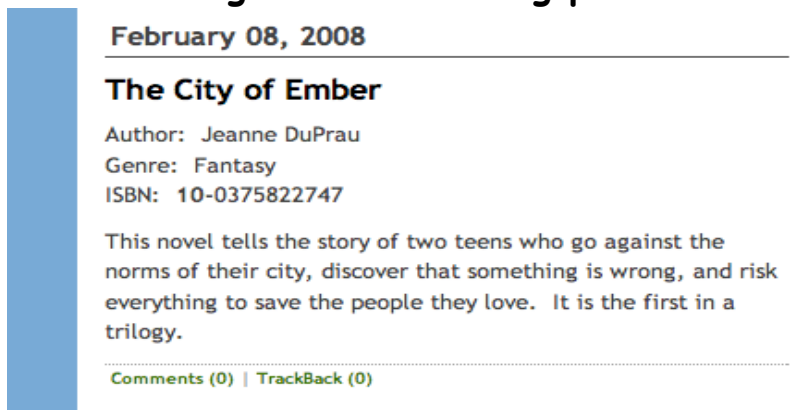 February 08, 2008
The City of Ember
Author: Jeanne DuPrau
Genre: Fantasy
ISBN: 10-0375822747
This novel tells the story of two teens who go against the
norms of their city, discover that something is wrong, and risk
everything to save the people they love. It is the first in a
trilogy.
Comments (0) | TrackBack (0)